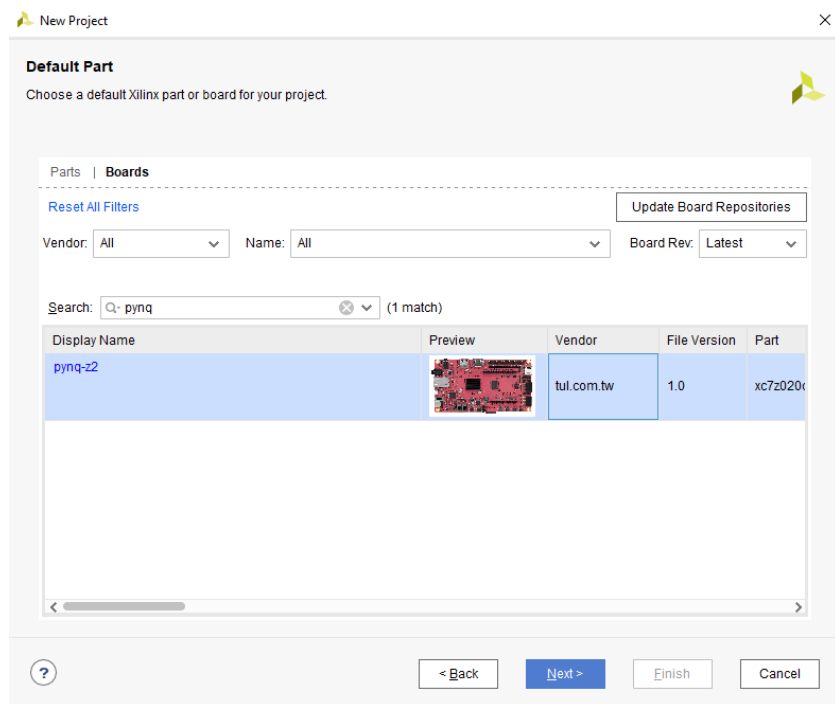 New Project
Default Part
Choose a default Xilinx part or board for your project.
Parts | Boards
Reset All Filters
Update Board Repositories
Vendor: All Name: All Board Rev: Latest
Search: pynq (1 match)
Display Name Preview Vendor File Version Part
pynq-z2 tul.com.tw 1.0 xc7z020
? < Back Next > Finish Cancel